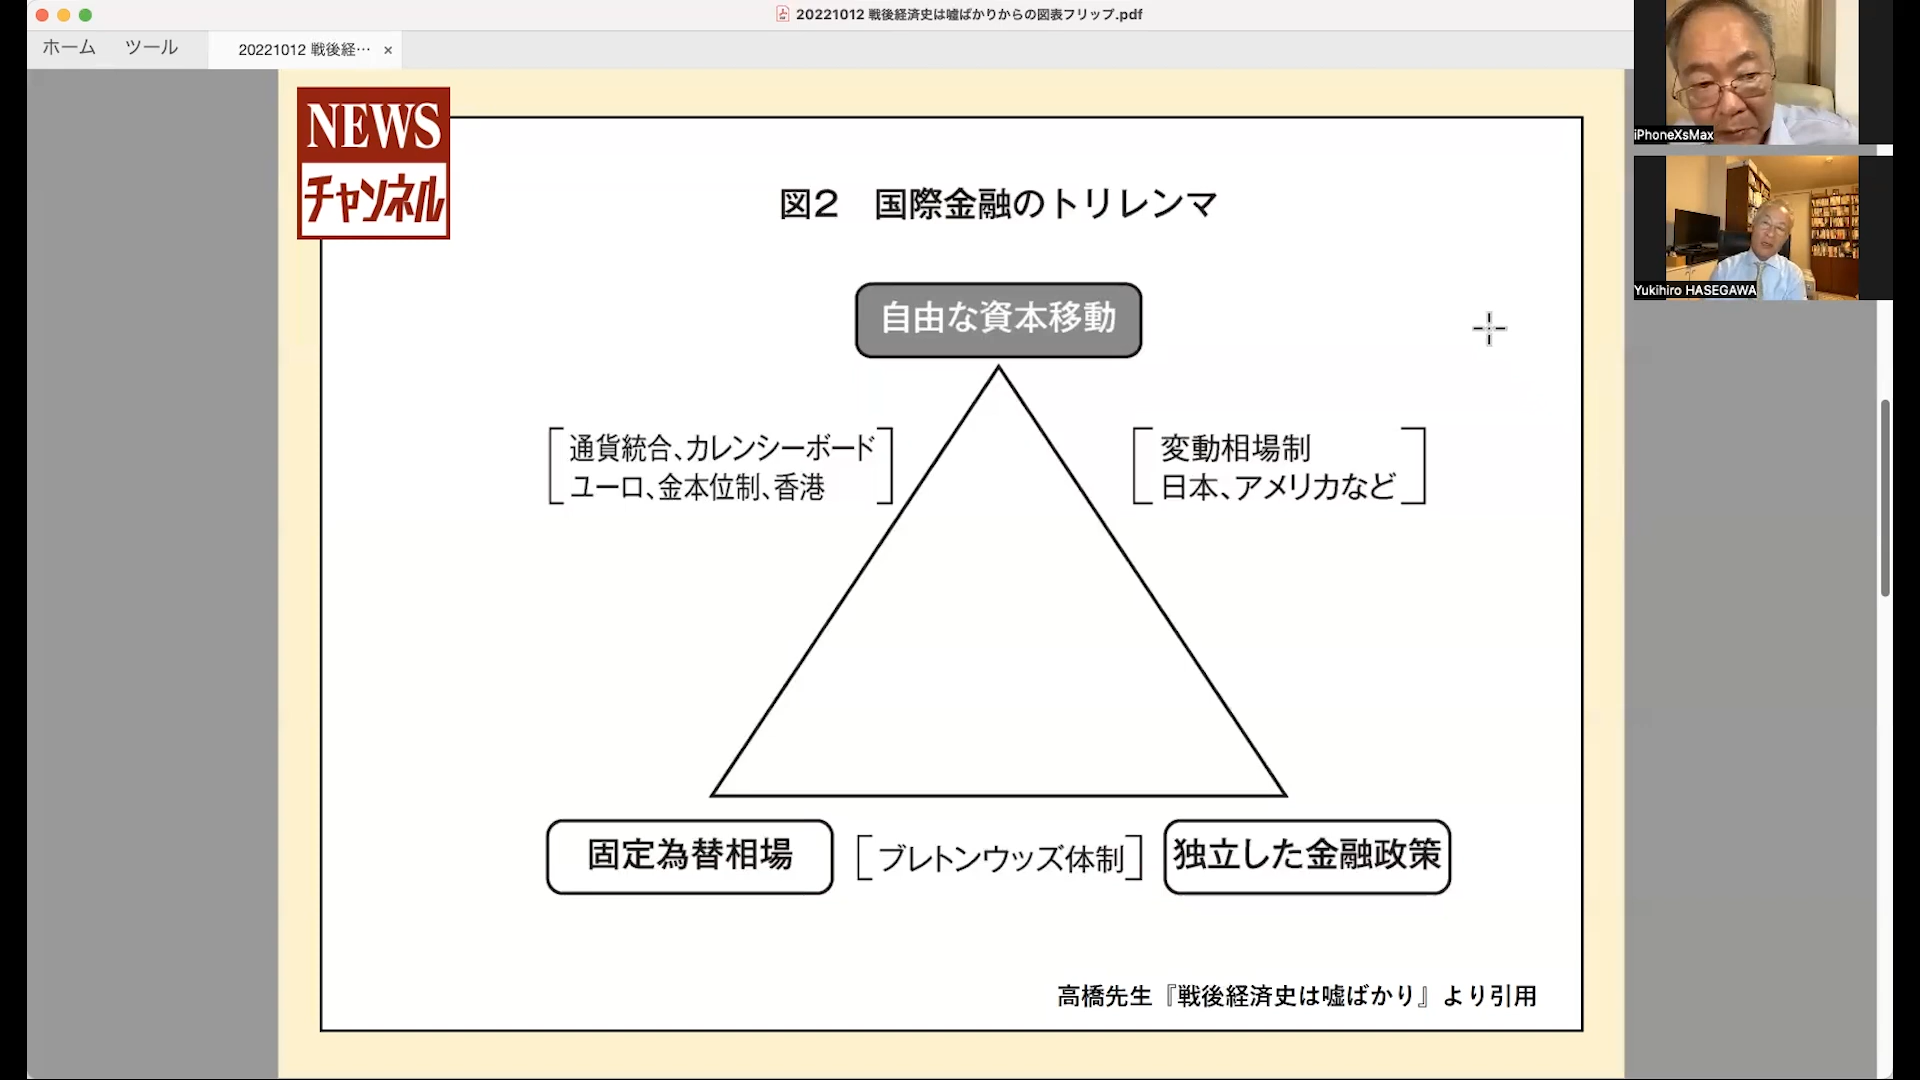 20221012 戦後経済史は嘘ばかりからの図表フリップ.pdf
ホーム
ツール
20221012 戦後経…
×
NEWS
チャンネル
図2　国際金融のトリレンマ
自由な資本移動
通貨統合、カレンシーボード
ユーロ、金本位制、香港
変動相場制
日本、アメリカなど
固定為替相場
[ブレトンウッズ体制]
独立した金融政策
高橋先生『戦後経済史は嘘ばかり』より引用
iPhoneXsMax
Yukihiro HASEGAWA